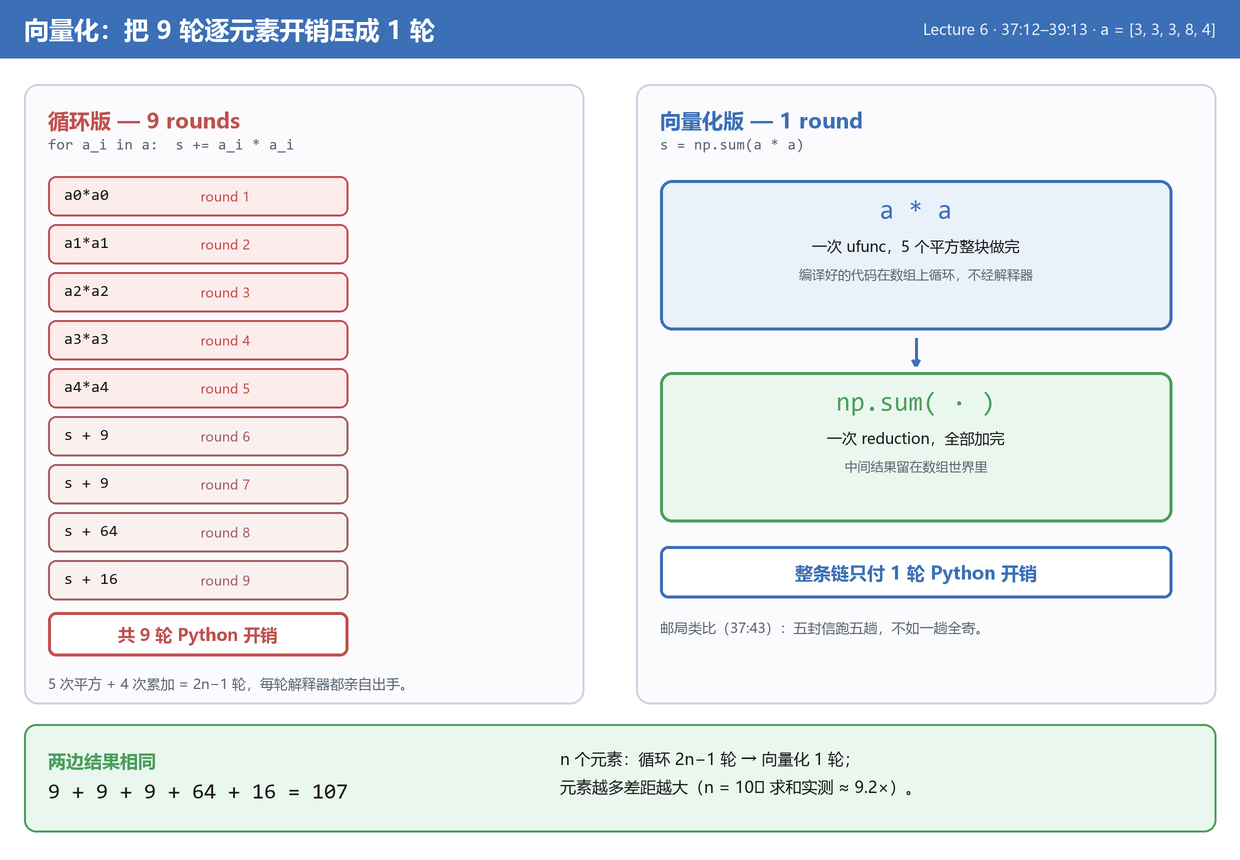 向量化：把 9 轮逐元素开销压成 1 轮
Lecture 6 · 37:12–39:13 · a = [3, 3, 3, 8, 4]
循环版 — 9 rounds
for a_i in a:  s += a_i * a_i
a0*a0 round 1
a1*a1 round 2
a2*a2 round 3
a3*a3 round 4
a4*a4 round 5
s + 9 round 6
s + 9 round 7
s + 64 round 8
s + 16 round 9
共 9 轮 Python 开销
5 次平方 + 4 次累加 = 2n−1 轮，每轮解释器都亲自出手。
向量化版 — 1 round
s = np.sum(a * a)
a * a
一次 ufunc，5 个平方整块做完
编译好的代码在数组上循环，不经解释器
np.sum( · )
一次 reduction，全部加完
中间结果留在数组世界里
整条链只付 1 轮 Python 开销
邮局类比（37:43）：五封信跑五趟，不如一趟全寄。
两边结果相同
9 + 9 + 9 + 64 + 16 = 107
n 个元素：循环 2n−1 轮 → 向量化 1 轮；
元素越多差距越大（n = 10▯ 求和实测 ≈ 9.2×）。